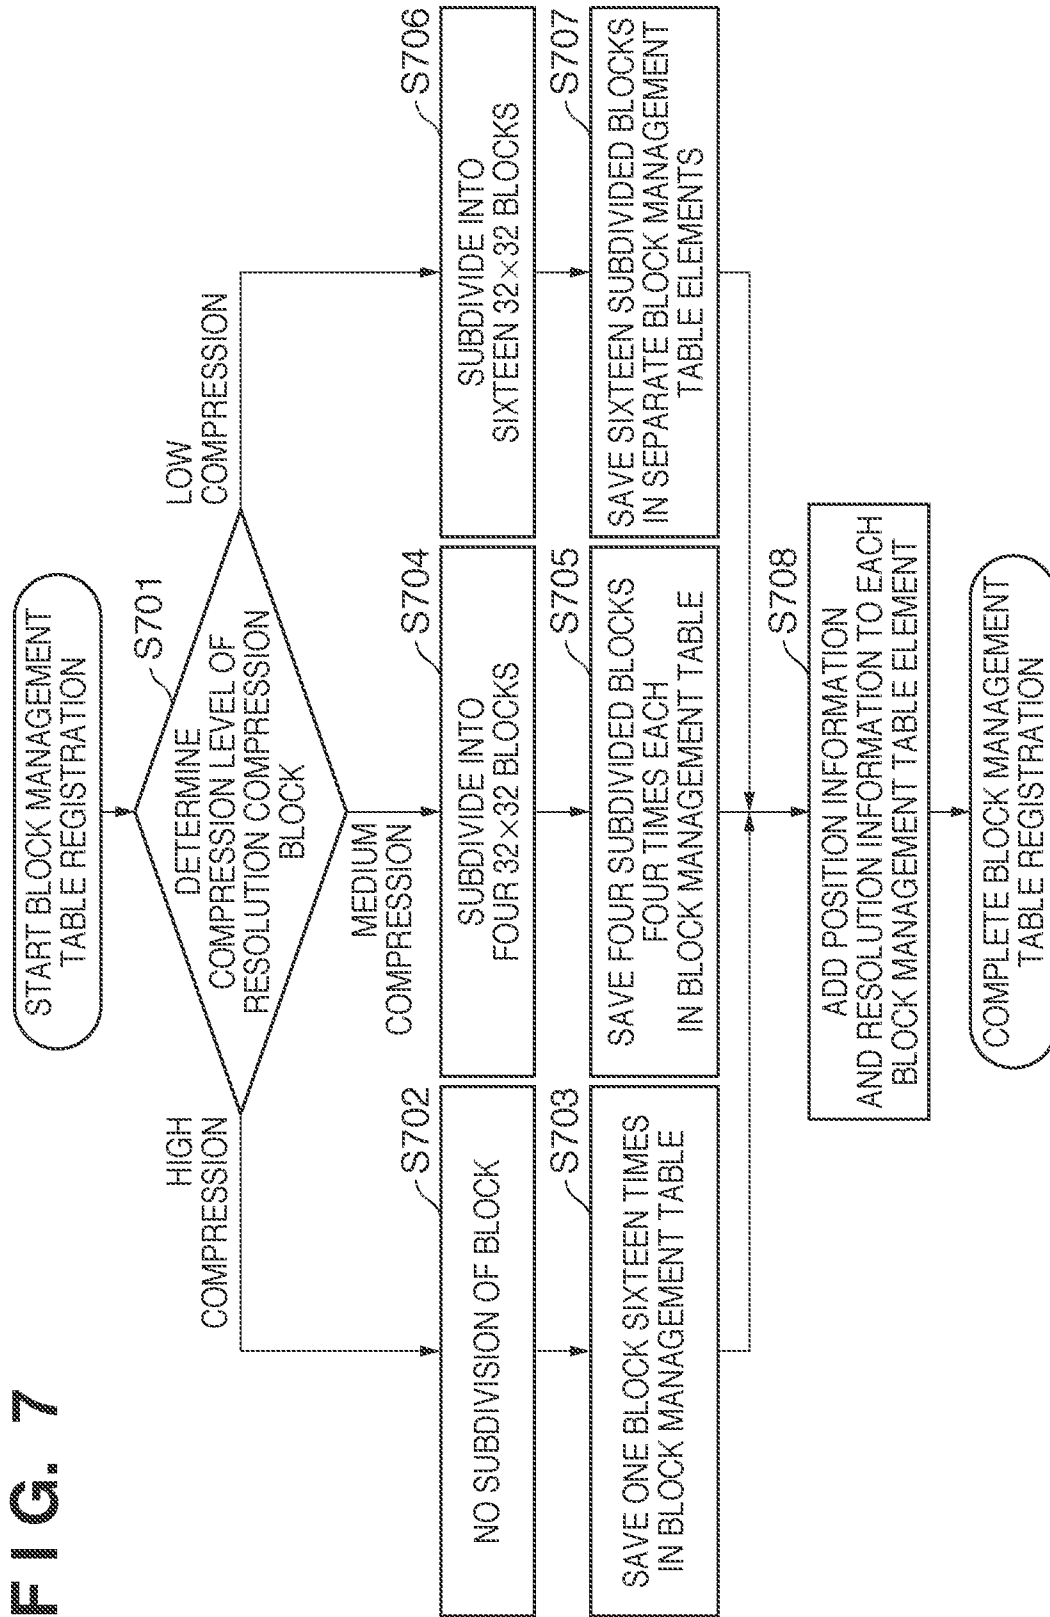 FIG. 7
START BLOCK MANAGEMENT
TABLE REGISTRATION
S701
DETERMINE
COMPRESSION LEVEL OF
RESOLUTION COMPRESSION
BLOCK
HIGH
COMPRESSION
MEDIUM
COMPRESSION
LOW
COMPRESSION
S702
NO SUBDIVISION OF BLOCK
S704
SUBDIVIDE INTO
FOUR 32×32 BLOCKS
S706
SUBDIVIDE INTO
SIXTEEN 32×32 BLOCKS
S703
SAVE ONE BLOCK SIXTEEN TIMES
IN BLOCK MANAGEMENT TABLE
S705
SAVE FOUR SUBDIVIDED BLOCKS
FOUR TIMES EACH
IN BLOCK MANAGEMENT TABLE
S707
SAVE SIXTEEN SUBDIVIDED BLOCKS
IN SEPARATE BLOCK MANAGEMENT
TABLE ELEMENTS
S708
ADD POSITION INFORMATION
AND RESOLUTION INFORMATION TO EACH
BLOCK MANAGEMENT TABLE ELEMENT
COMPLETE BLOCK MANAGEMENT
TABLE REGISTRATION